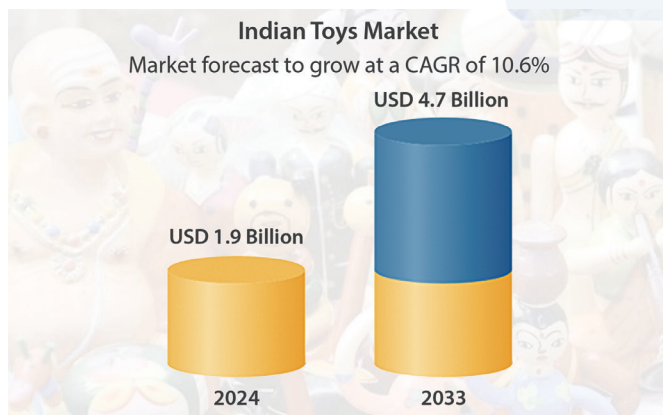 Indian Toys Market
Market forecast to grow at a CAGR of 10.6%
USD 4.7 Billion
USD 1.9 Billion
2024
2033